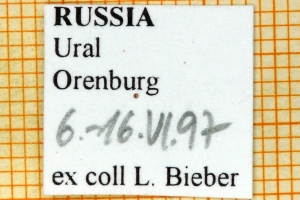 RUSSIA
Ural
Orenburg
6.-16.VI.97
ex coll L. Bieber